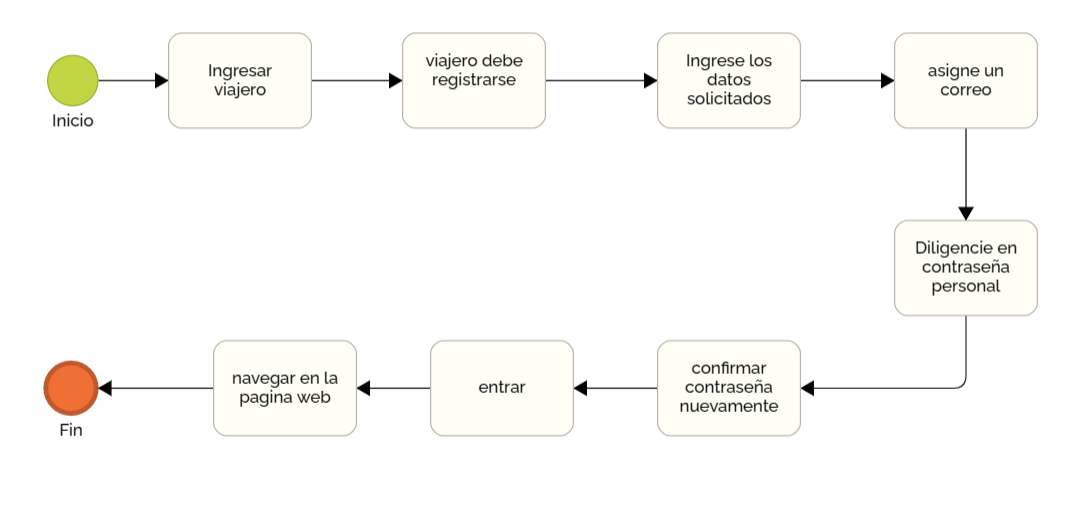 Inicio
Ingresar
viajero
viajero debe
registrarse
Ingrese los
datos
solicitados
asigne un
correo
Diligencie en
contraseña
personal
confirmar
contraseña
nuevamente
entrar
navegar en la
pagina web
Fin